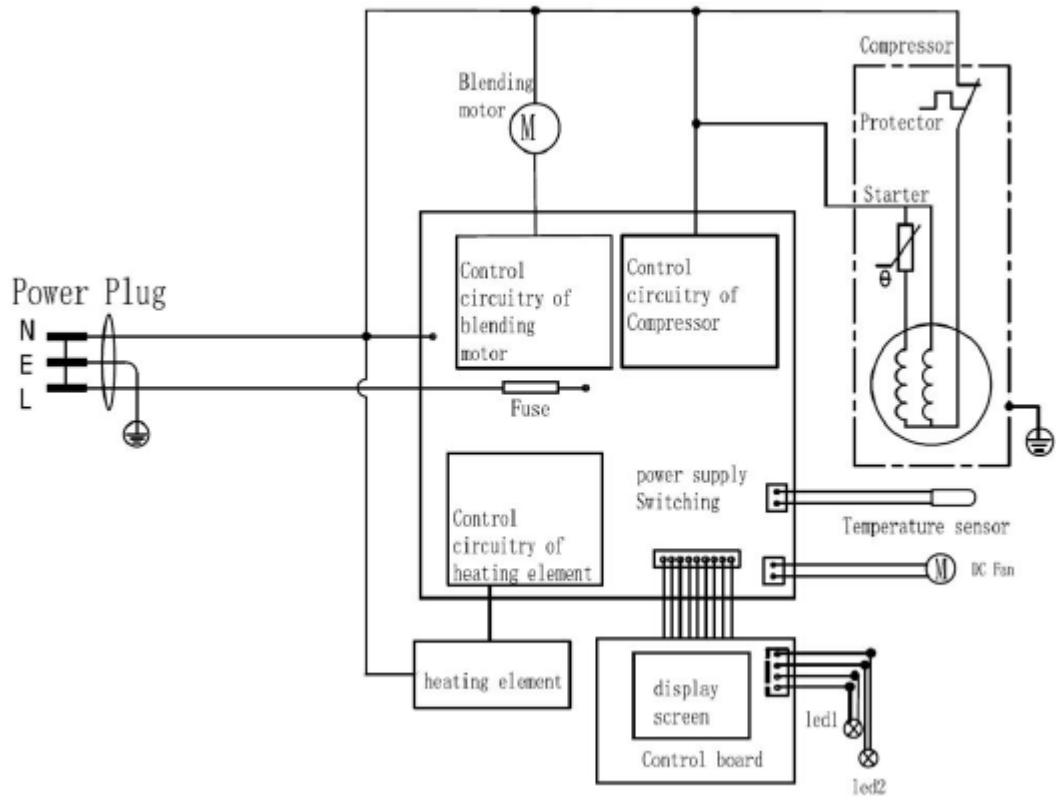 Compressor
Blending
motor
M
Protector
Starter
θ
Control
circuitry of
blending
motor
Control
circuitry of
Compressor
Power Plug
N
E
L
Fuse
power supply
Switching
Temperature sensor
Control
circuitry of
heating element
M
DC Fan
heating element
display
screen
Control board
led1
led2